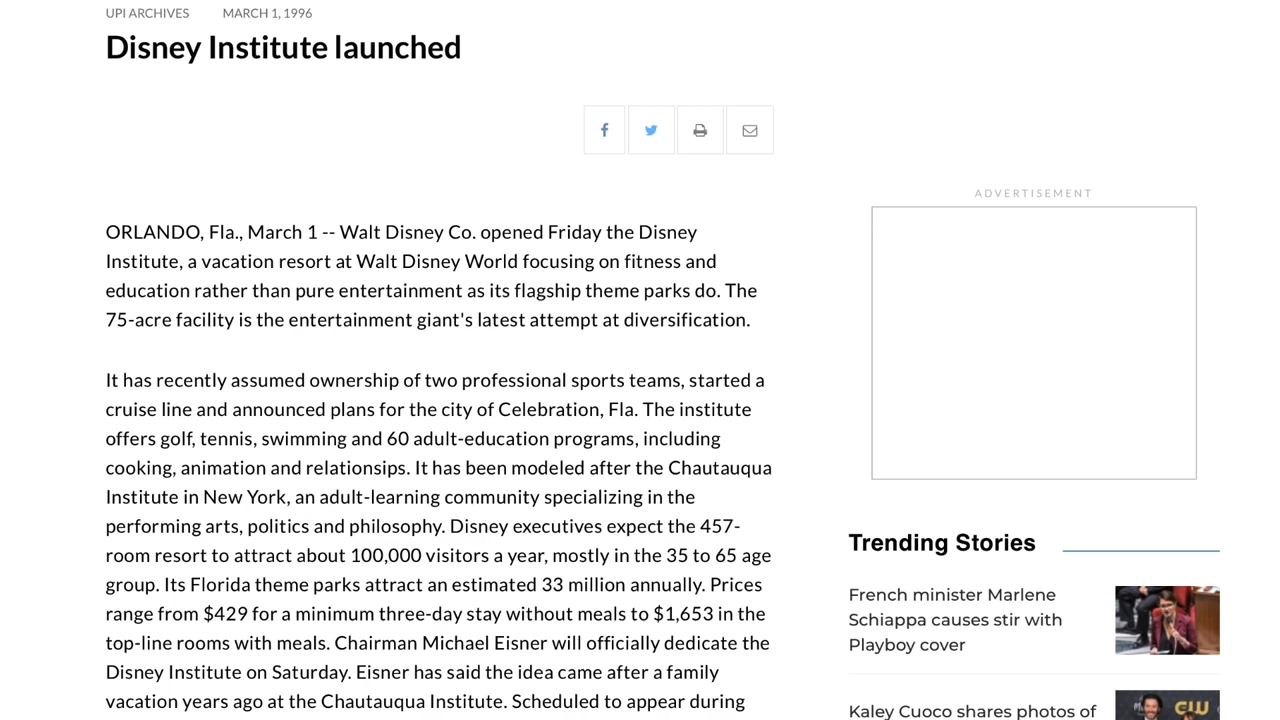 UPI ARCHIVES MARCH 1, 1996
Disney Institute launched
ORLANDO, Fla., March 1 -- Walt Disney Co. opened Friday the Disney
Institute, a vacation resort at Walt Disney World focusing on fitness and
education rather than pure entertainment as its flagship theme parks do. The
75-acre facility is the entertainment giant's latest attempt at diversification.
It has recently assumed ownership of two professional sports teams, started a
cruise line and announced plans for the city of Celebration, Fla. The institute
offers golf, tennis, swimming and 60 adult-education programs, including
cooking, animation and relationsips. It has been modeled after the Chautauqua
Institute in New York, an adult-learning community specializing in the
performing arts, politics and philosophy. Disney executives expect the 457-
room resort to attract about 100,000 visitors a year, mostly in the 35 to 65 age
group. Its Florida theme parks attract an estimated 33 million annually. Prices
range from $429 for a minimum three-day stay without meals to $1,653 in the
top-line rooms with meals. Chairman Michael Eisner will officially dedicate the
Disney Institute on Saturday. Eisner has said the idea came after a family
vacation years ago at the Chautauqua Institute. Scheduled to appear during
ADVERTISEMENT
Trending Stories
French minister Marlene
Schiappa causes stir with
Playboy cover
Kaley Cuoco shares photos of